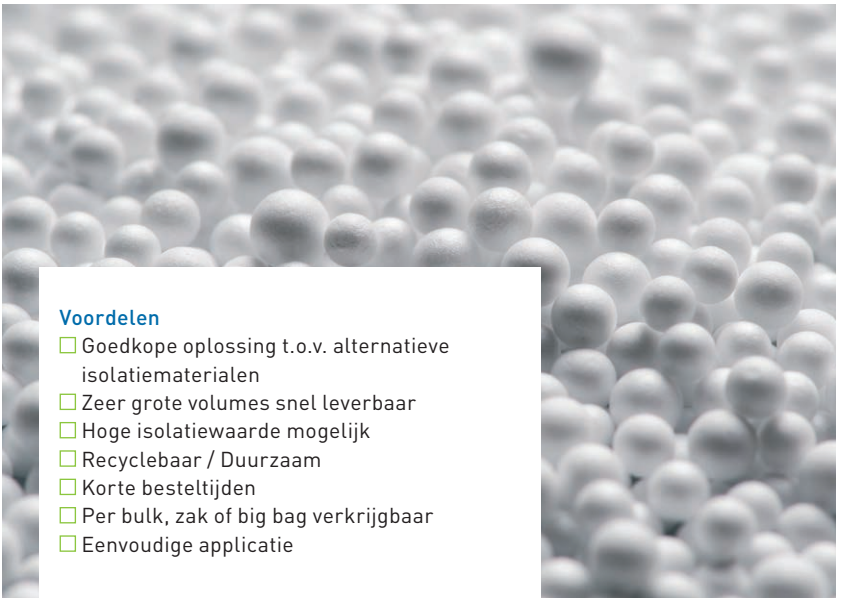 Voordelen
Goedkope oplossing t.o.v. alternatieve
isolatiematerialen
Zeer grote volumes snel leverbaar
Hoge isolatiewaarde mogelijk
Recyclebaar / Duurzaam
Korte besteltijden
Per bulk, zak of big bag verkrijgbaar
Eenvoudige applicatie